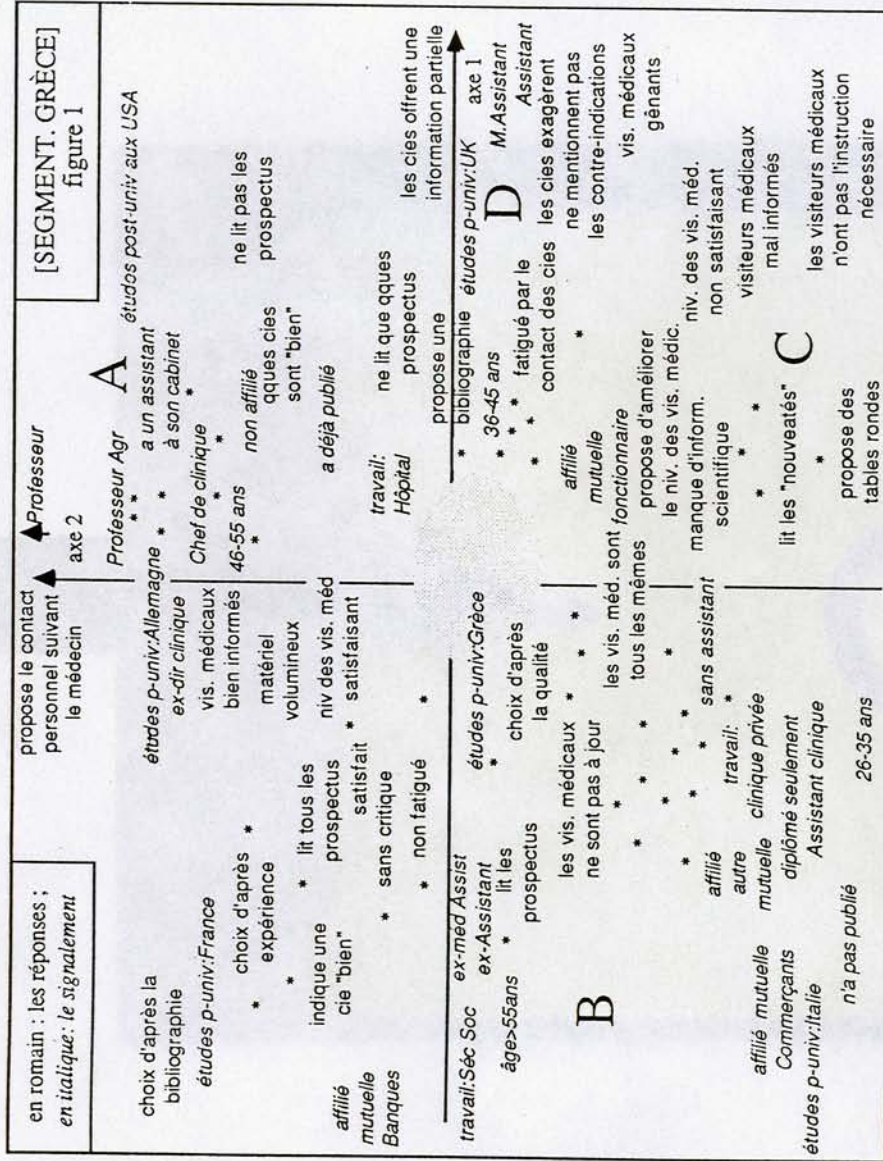 en romain : les réponses ;
en italique: le signalement
propose le contact
personnel suivant
le médecin
axe 2
Professeur
[SEGMENT. GRÈCE]
figure 1
choix d'après la
bibliographie
études p-univ:France
choix d'après
expérience
indique une
cie "bien"
affilié
mutuelle
Banques
lit tous les
prospectus
satisfait
sans critique
non fatigué
études p-univ:Allemagne
ex-dir clinique
vis. médicaux
bien informés
matériel
volumineux
niv des vis. méd
satisfaisant
Professeur Agr
A
études post-univ aux USA
a un assistant
à son cabinet
Chef de clinique
46-55 ans
non affilié
qques cies
sont "bien"
ne lit pas les
prospectus
a déjà publié
travail:
Hôpital
ne lit que qques
prospectus
les cies offrent une
information partielle
propose une
bibliographie
études p-univ:UK
axe 1
travail:Séc Soc
ex-méd Assist
ex-Assistant
âge>55ans
lit les
prospectus
études p-univ:Grèce
choix d'après
la qualité
B
les vis. médicaux
ne sont pas à jour
les vis. méd. sont
tous les mêmes
sans assistant
affilié
autre
mutuelle
travail:
clinique privée
diplômé seulement
Assistant clinique
affilié mutuelle
Commerçants
études p-univ:Italie
n'a pas publié
26-35 ans
36-45 ans
D
M.Assistant
Assistant
fatigué par le
contact des cies
les cies exagèrent
ne mentionnent pas
les contre-indications
vis. médicaux
gênants
affilié
mutuelle
fonctionnaire
propose d'améliorer
le niv. des vis. médic.
manque d'inform.
scientifique
niv. des vis. méd.
non satisfaisant
visiteurs médicaux
mal informés
lit les "nouveatés"
C
les visiteurs médicaux
n'ont pas l'instruction
nécessaire
propose des
tables rondes